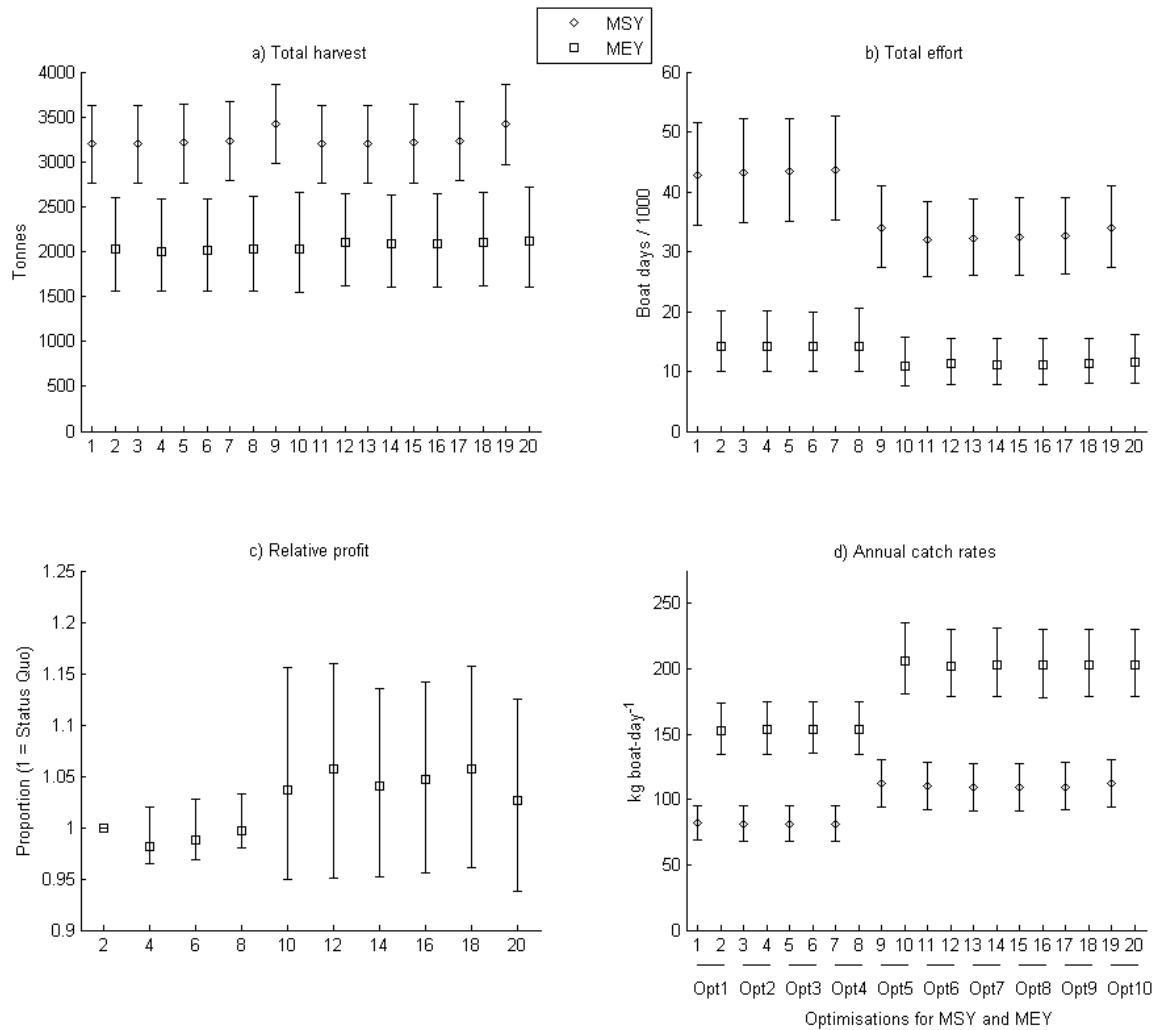 MSY
MEY
a) Total harvest
4000
3500
3000
2500
2000
1500
1000
500
0
Tonnes
1 2 3 4 5 6 7 8 9 10 11 12 13 14 15 16 17 18 19 20
b) Total effort
60
50
40
30
20
10
0
Boat days / 1000
1 2 3 4 5 6 7 8 9 10 11 12 13 14 15 16 17 18 19 20
c) Relative profit
1.25
1.2
1.15
1.1
1.05
1
0.95
0.9
Proportion (1 = Status Quo)
2 4 6 8 10 12 14 16 18 20
d) Annual catch rates
250
200
150
100
50
0
kg boat-day⁻¹
1 2 3 4 5 6 7 8 9 10 11 12 13 14 15 16 17 18 19 20
Opt1 Opt2 Opt3 Opt4 Opt5 Opt6 Opt7 Opt8 Opt9 Opt10
Optimisations for MSY and MEY